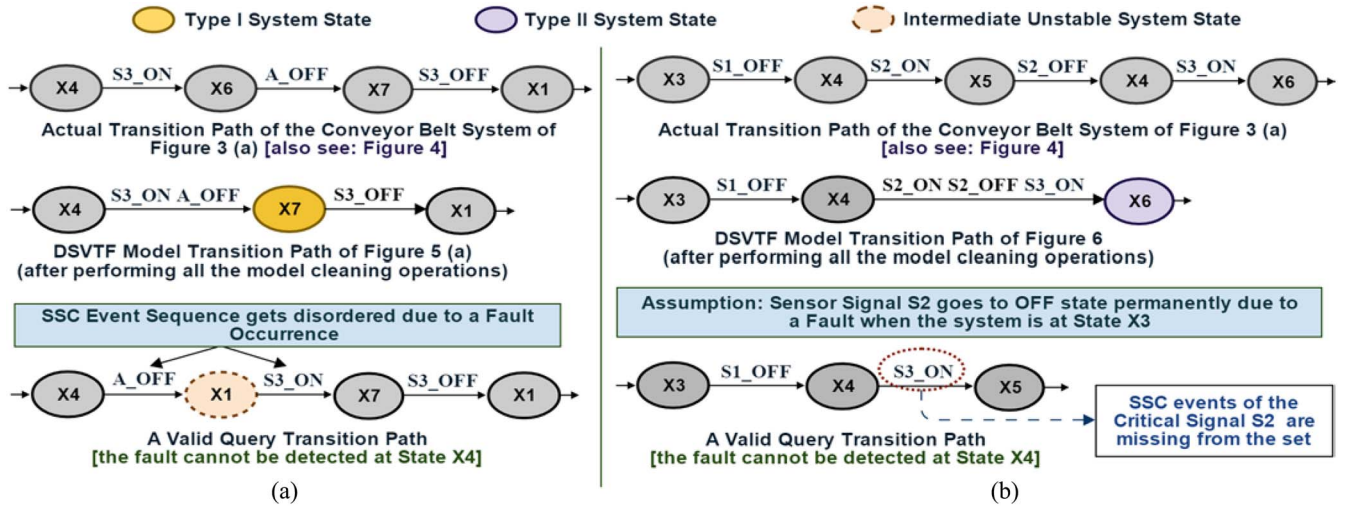 Type I System State
Type II System State
Intermediate Unstable System State
X4 S3_ON X6 A_OFF X7 S3_OFF X1
Actual Transition Path of the Conveyor Belt System of
Figure 3 (a) [also see: Figure 4]
X4 S3_ON A_OFF X7 S3_OFF X1
DSVTF Model Transition Path of Figure 5 (a)
(after performing all the model cleaning operations)
SSC Event Sequence gets disordered due to a Fault
Occurrence
X4 A_OFF X1 S3_ON X7 S3_OFF X1
A Valid Query Transition Path
[the fault cannot be detected at State X4]
(a)
X3 S1_OFF X4 S2_ON X5 S2_OFF X4 S3_ON X6
Actual Transition Path of the Conveyor Belt System of Figure 3 (a)
[also see: Figure 4]
X3 S1_OFF X4 S2_ON S2_OFF S3_ON X6
DSVTF Model Transition Path of Figure 6
(after performing all the model cleaning operations)
Assumption: Sensor Signal S2 goes to OFF state permanently due to
a Fault when the system is at State X3
X3 S1_OFF X4 S3_ON X5
SSC events of the
Critical Signal S2 are
missing from the set
A Valid Query Transition Path
[the fault cannot be detected at State X4]
(b)